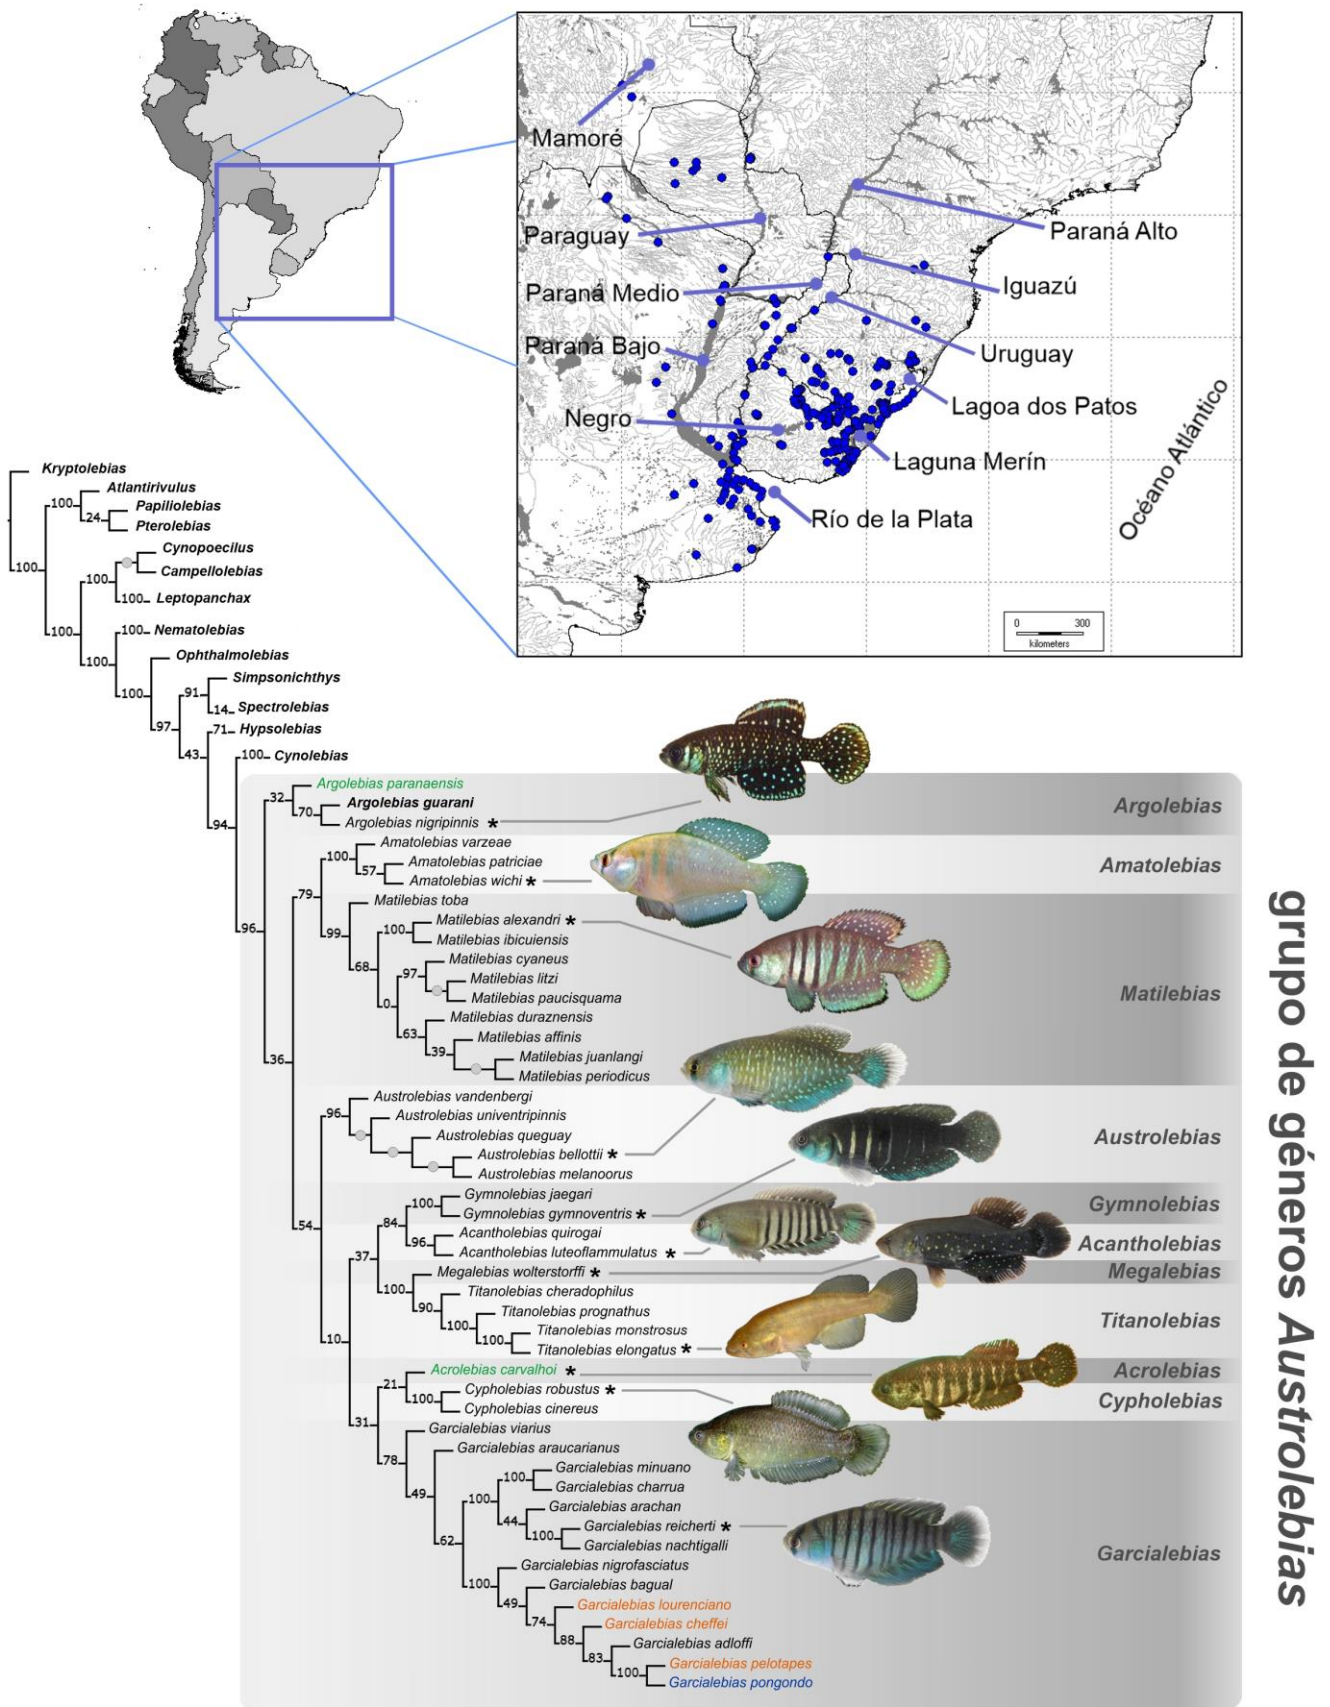 Mamoré
Paraguay
Paraná Medio
Paraná Bajo
Negro
Paraná Alto
Iguazú
Uruguay
Lagoa dos Patos
Laguna Merín
Río de la Plata
Océano Atlántico
0 300
kilometers
Kryptolebias
Atlantirivulus
100
Papiliolebias
24
Pterolebias
Cynopoecilus
100
Campellolebias
100
100 Leptopanchax
100
100 Nematolebias
100
Ophthalmolebias
100
Simpsonichthys
91
14 Spectrolebias
97
71 Hypsolebias
43
100 Cynolebias
94
Argolebias paranaensis
32
Argolebias guarani
70
Argolebias nigripinnis *
Argolebias
96
Amatolebias varzeae
100
Amatolebias patriciae
57
Amatolebias wichi *
Amatolebias
79
Matilebias toba
99
Matilebias alexandri *
100
Matilebias ibicuiensis
68
Matilebias cyaneus
97
Matilebias litzi
Matilebias paucisquama
0
Matilebias duraznensis
63
Matilebias affinis
39
Matilebias juanlangi
Matilebias periodicus
Matilebias
36
Austrolebias vandenbergi
96
Austrolebias univentripinnis
Austrolebias queguay
Austrolebias bellottii *
Austrolebias melanoorus
Austrolebias
54
Gymnolebias jaegari
100
Gymnolebias gymnoventris *
Gymnolebias
84
Acantholebias quirogai
96
Acantholebias luteoflammulatus *
Acantholebias
37
Megalebias wolterstorffi *
Megalebias
100
Titanolebias cheradophilus
90
Titanolebias prognathus
100
Titanolebias monstrosus
100
Titanolebias elongatus *
Titanolebias
10
Acrolebias carvalhoi *
Acrolebias
21
Cypholebias robustus *
100
Cypholebias cinereus
Cypholebias
31
Garcialebias viarius
78
Garcialebias araucarianus
49
Garcialebias minuano
100
Garcialebias charrua
100
Garcialebias arachan
44
Garcialebias reicherti *
100
Garcialebias nachtigalli
62
Garcialebias nigrofasciatus
100
Garcialebias bagual
49
Garcialebias lourenciano
74
Garcialebias cheffei
88
Garcialebias adloffi
83
Garcialebias pelotapes
100
Garcialebias pongondo
Garcialebias
grupo de géneros Austrolebias